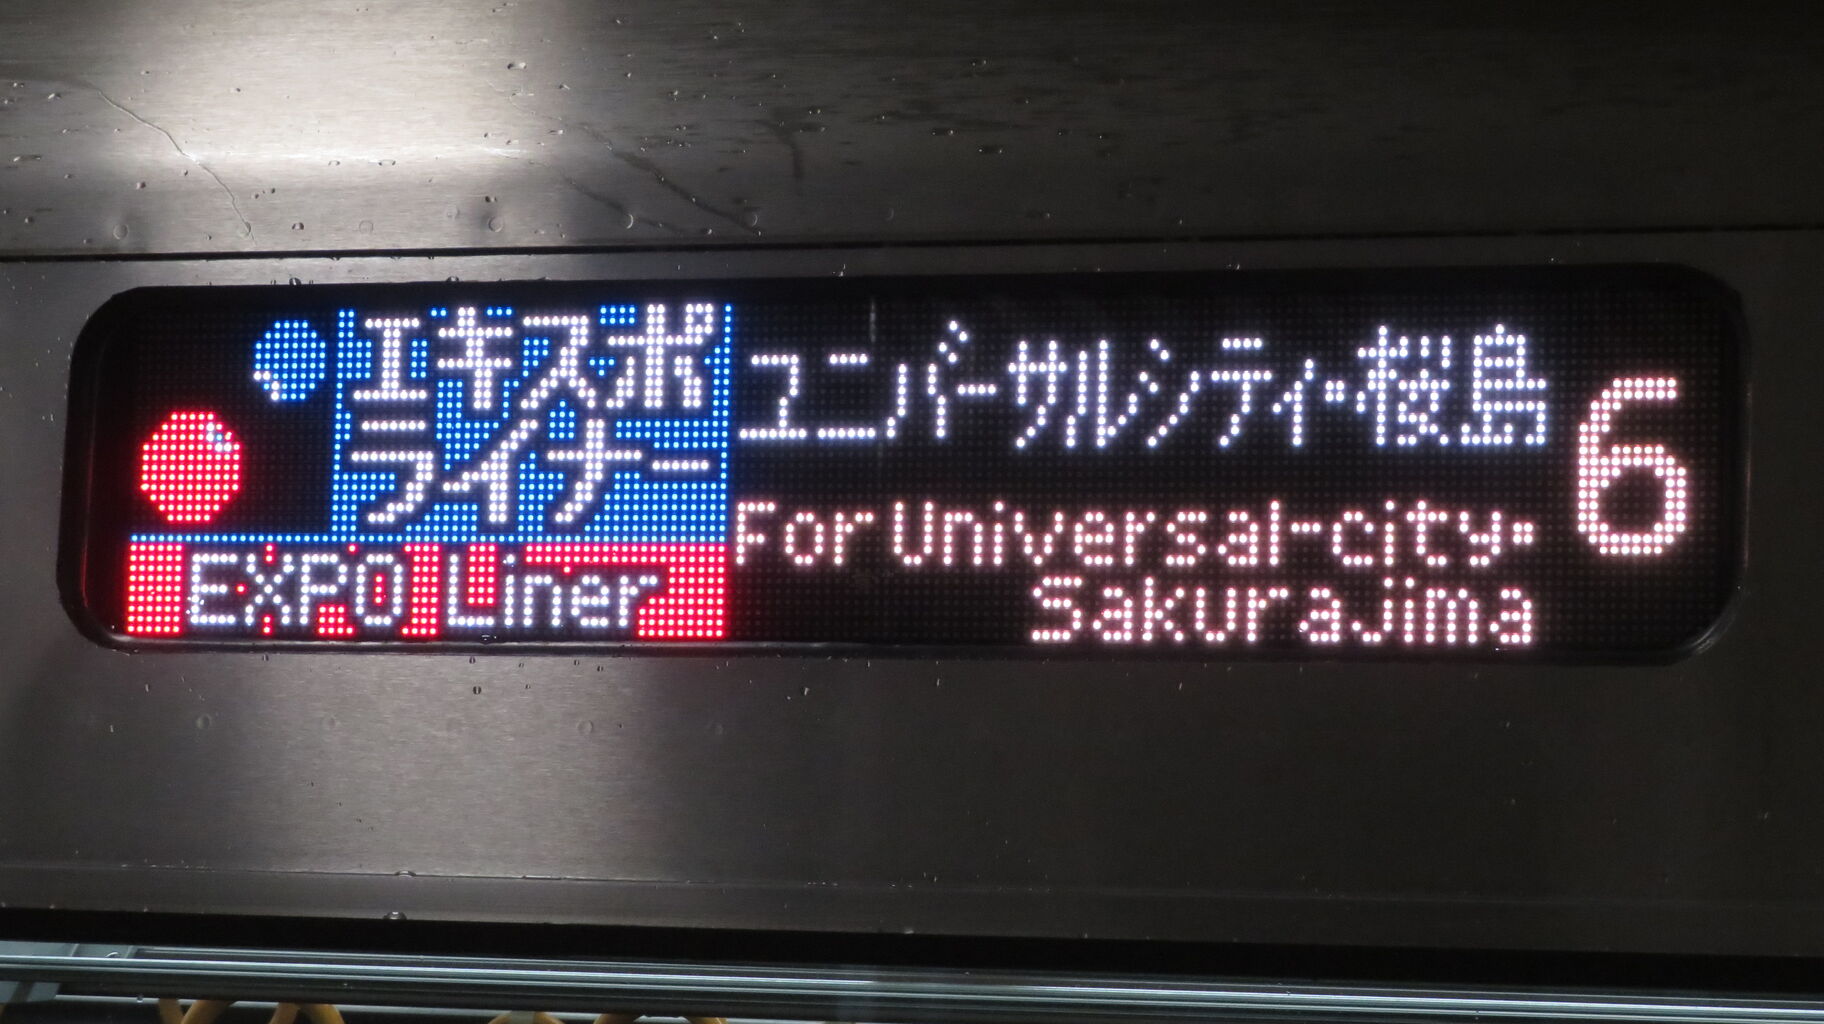 エキスポ
ライナー
EXPO Liner
ユニバーサルシティ・桜島
For Universal-city・
Sakurajima
6